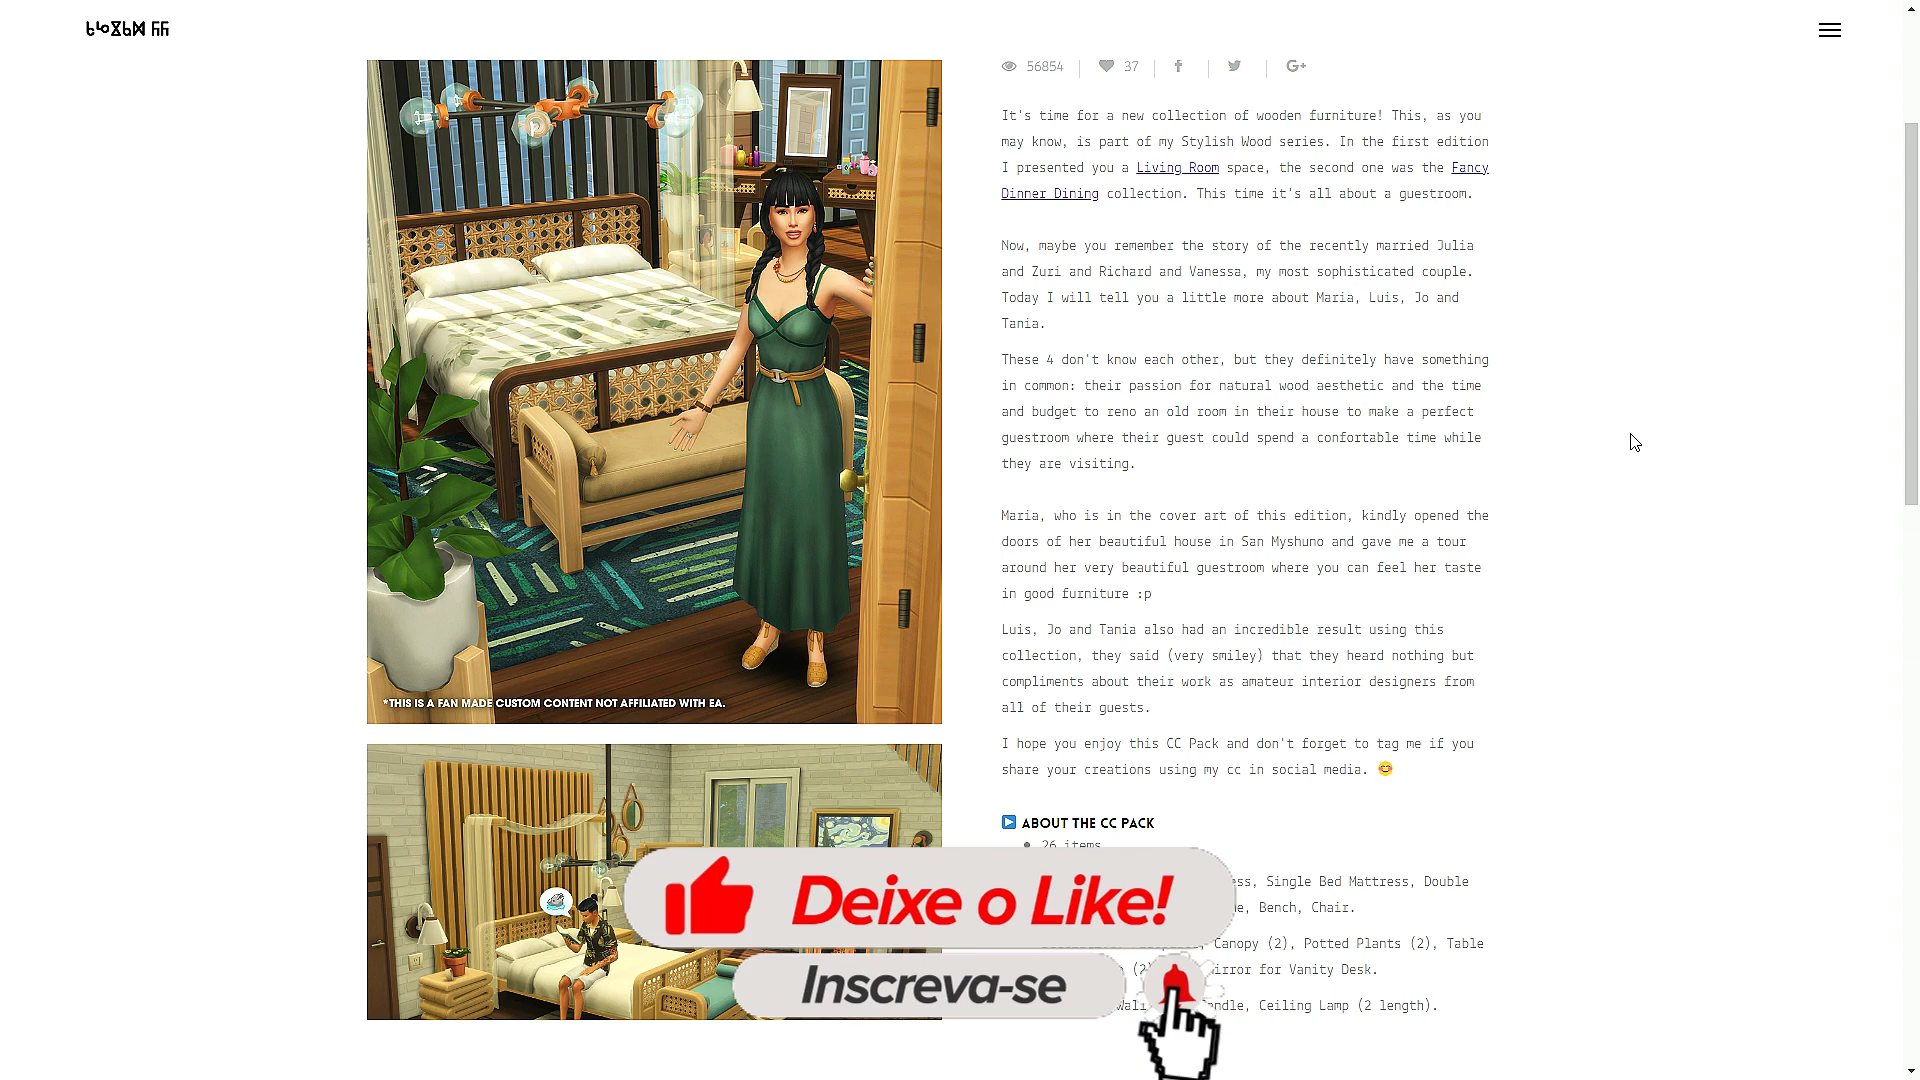 56854
37
It's time for a new collection of wooden furniture! This, as you
may know, is part of my Stylish Wood series. In the first edition
I presented you a Living Room space, the second one was the Fancy
Dinner Dining collection. This time it's all about a guestroom.
Now, maybe you remember the story of the recently married Julia
and Zuri and Richard and Vanessa, my most sophisticated couple.
Today I will tell you a little more about Maria, Luis, Jo and
Tania.
These 4 don't know each other, but they definitely have something
in common: their passion for natural wood aesthetic and the time
and budget to reno an old room in their house to make a perfect
guestroom where their guest could spend a confortable time while
they are visiting.
Maria, who is in the cover art of this edition, kindly opened the
doors of her beautiful house in San Myshuno and gave me a tour
around her very beautiful guestroom where you can feel her taste
in good furniture :p
Luis, Jo and Tania also had an incredible result using this
collection, they said (very smiley) that they heard nothing but
compliments about their work as amateur interior designers from
all of their guests.
I hope you enjoy this CC Pack and don't forget to tag me if you
share your creations using my cc in social media. 😊
ABOUT THE CC PACK
26 items
Single Bed Mattress, Double
Bench, Chair.
Canopy (2), Potted Plants (2), Table
for Vanity Desk.
Ceiling Lamp (2 length).
*THIS IS A FAN MADE CUSTOM CONTENT NOT AFFILIATED WITH EA.
Deixe o Like!
Inscreva-se